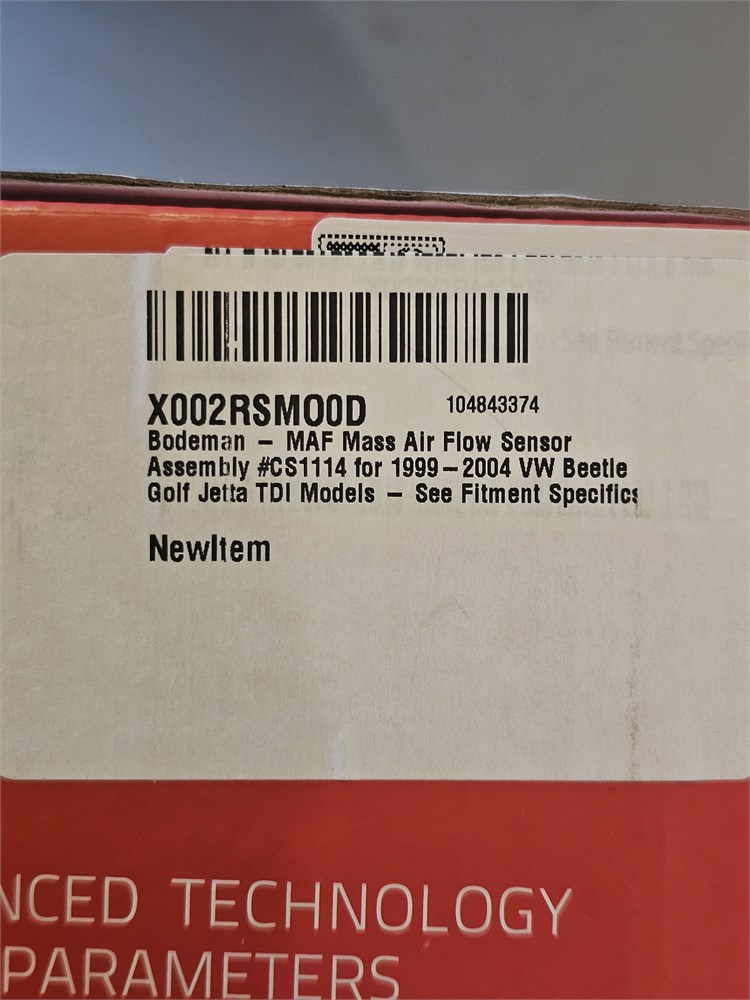 X002RSMO0D
104843374
Bodeman – MAF Mass Air Flow Sensor
Assembly #CS1114 for 1999–2004 VW Beetle
Golf Jetta TDI Models – See Fitment Specifics
NewItem
NCED TECHNOLOGY
PARAMETERS